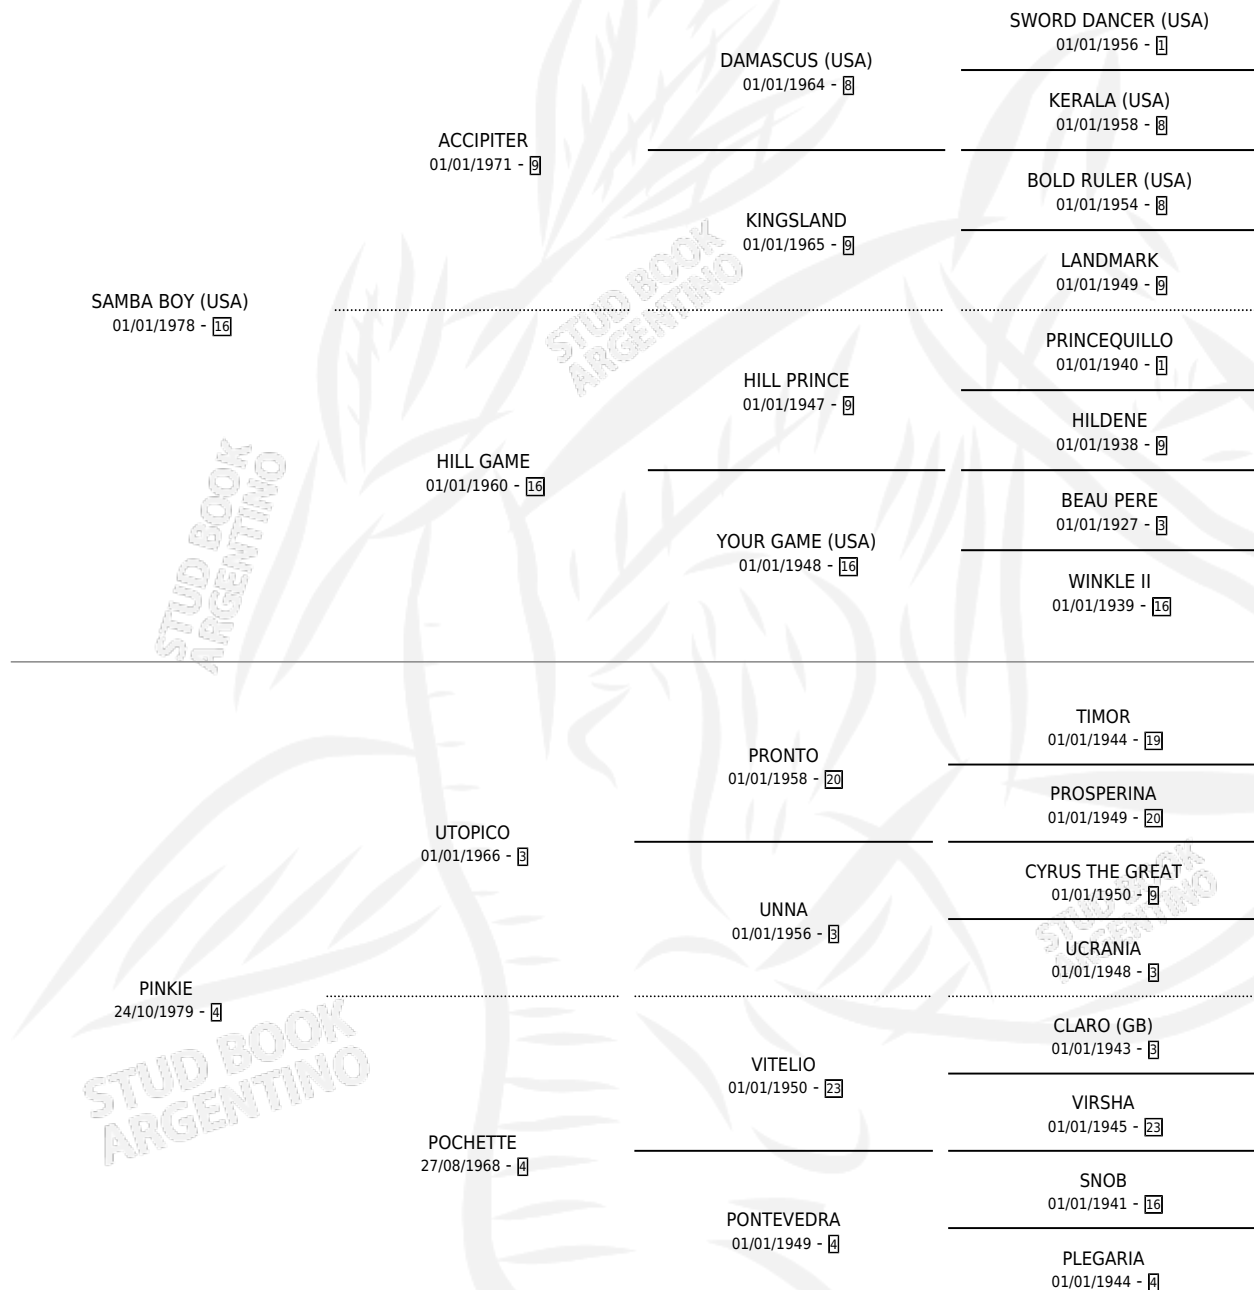 SAMBA BOY (USA)
01/01/1978 - 16
ACCIPITER
01/01/1971 - 9
HILL GAME
01/01/1960 - 16
DAMASCUS (USA)
01/01/1964 - 8
KINGSLAND
01/01/1965 - 9
HILL PRINCE
01/01/1947 - 9
YOUR GAME (USA)
01/01/1948 - 16
SWORD DANCER (USA)
01/01/1956 - 1
KERALA (USA)
01/01/1958 - 8
BOLD RULER (USA)
01/01/1954 - 8
LANDMARK
01/01/1949 - 9
PRINCEQUILLO
01/01/1940 - 1
HILDENE
01/01/1938 - 9
BEAU PERE
01/01/1927 - 3
WINKLE II
01/01/1939 - 16
PINKIE
24/10/1979 - 4
UTOPICO
01/01/1966 - 3
POCHETTE
27/08/1968 - 4
PRONTO
01/01/1958 - 20
UNNA
01/01/1956 - 3
VITELIO
01/01/1950 - 23
PONTEVEDRA
01/01/1949 - 4
TIMOR
01/01/1944 - 19
PROSPERINA
01/01/1949 - 20
CYRUS THE GREAT
01/01/1950 - 9
UCRANIA
01/01/1948 - 3
CLARO (GB)
01/01/1943 - 3
VIRSHA
01/01/1945 - 23
SNOB
01/01/1941 - 16
PLEGARIA
01/01/1944 - 4
STUD BOOK
ARGENTINO
STUD BOOK
ARGENTINO
STUD BOOK
ARGENTINO
STUD BOOK
ARGENTINO